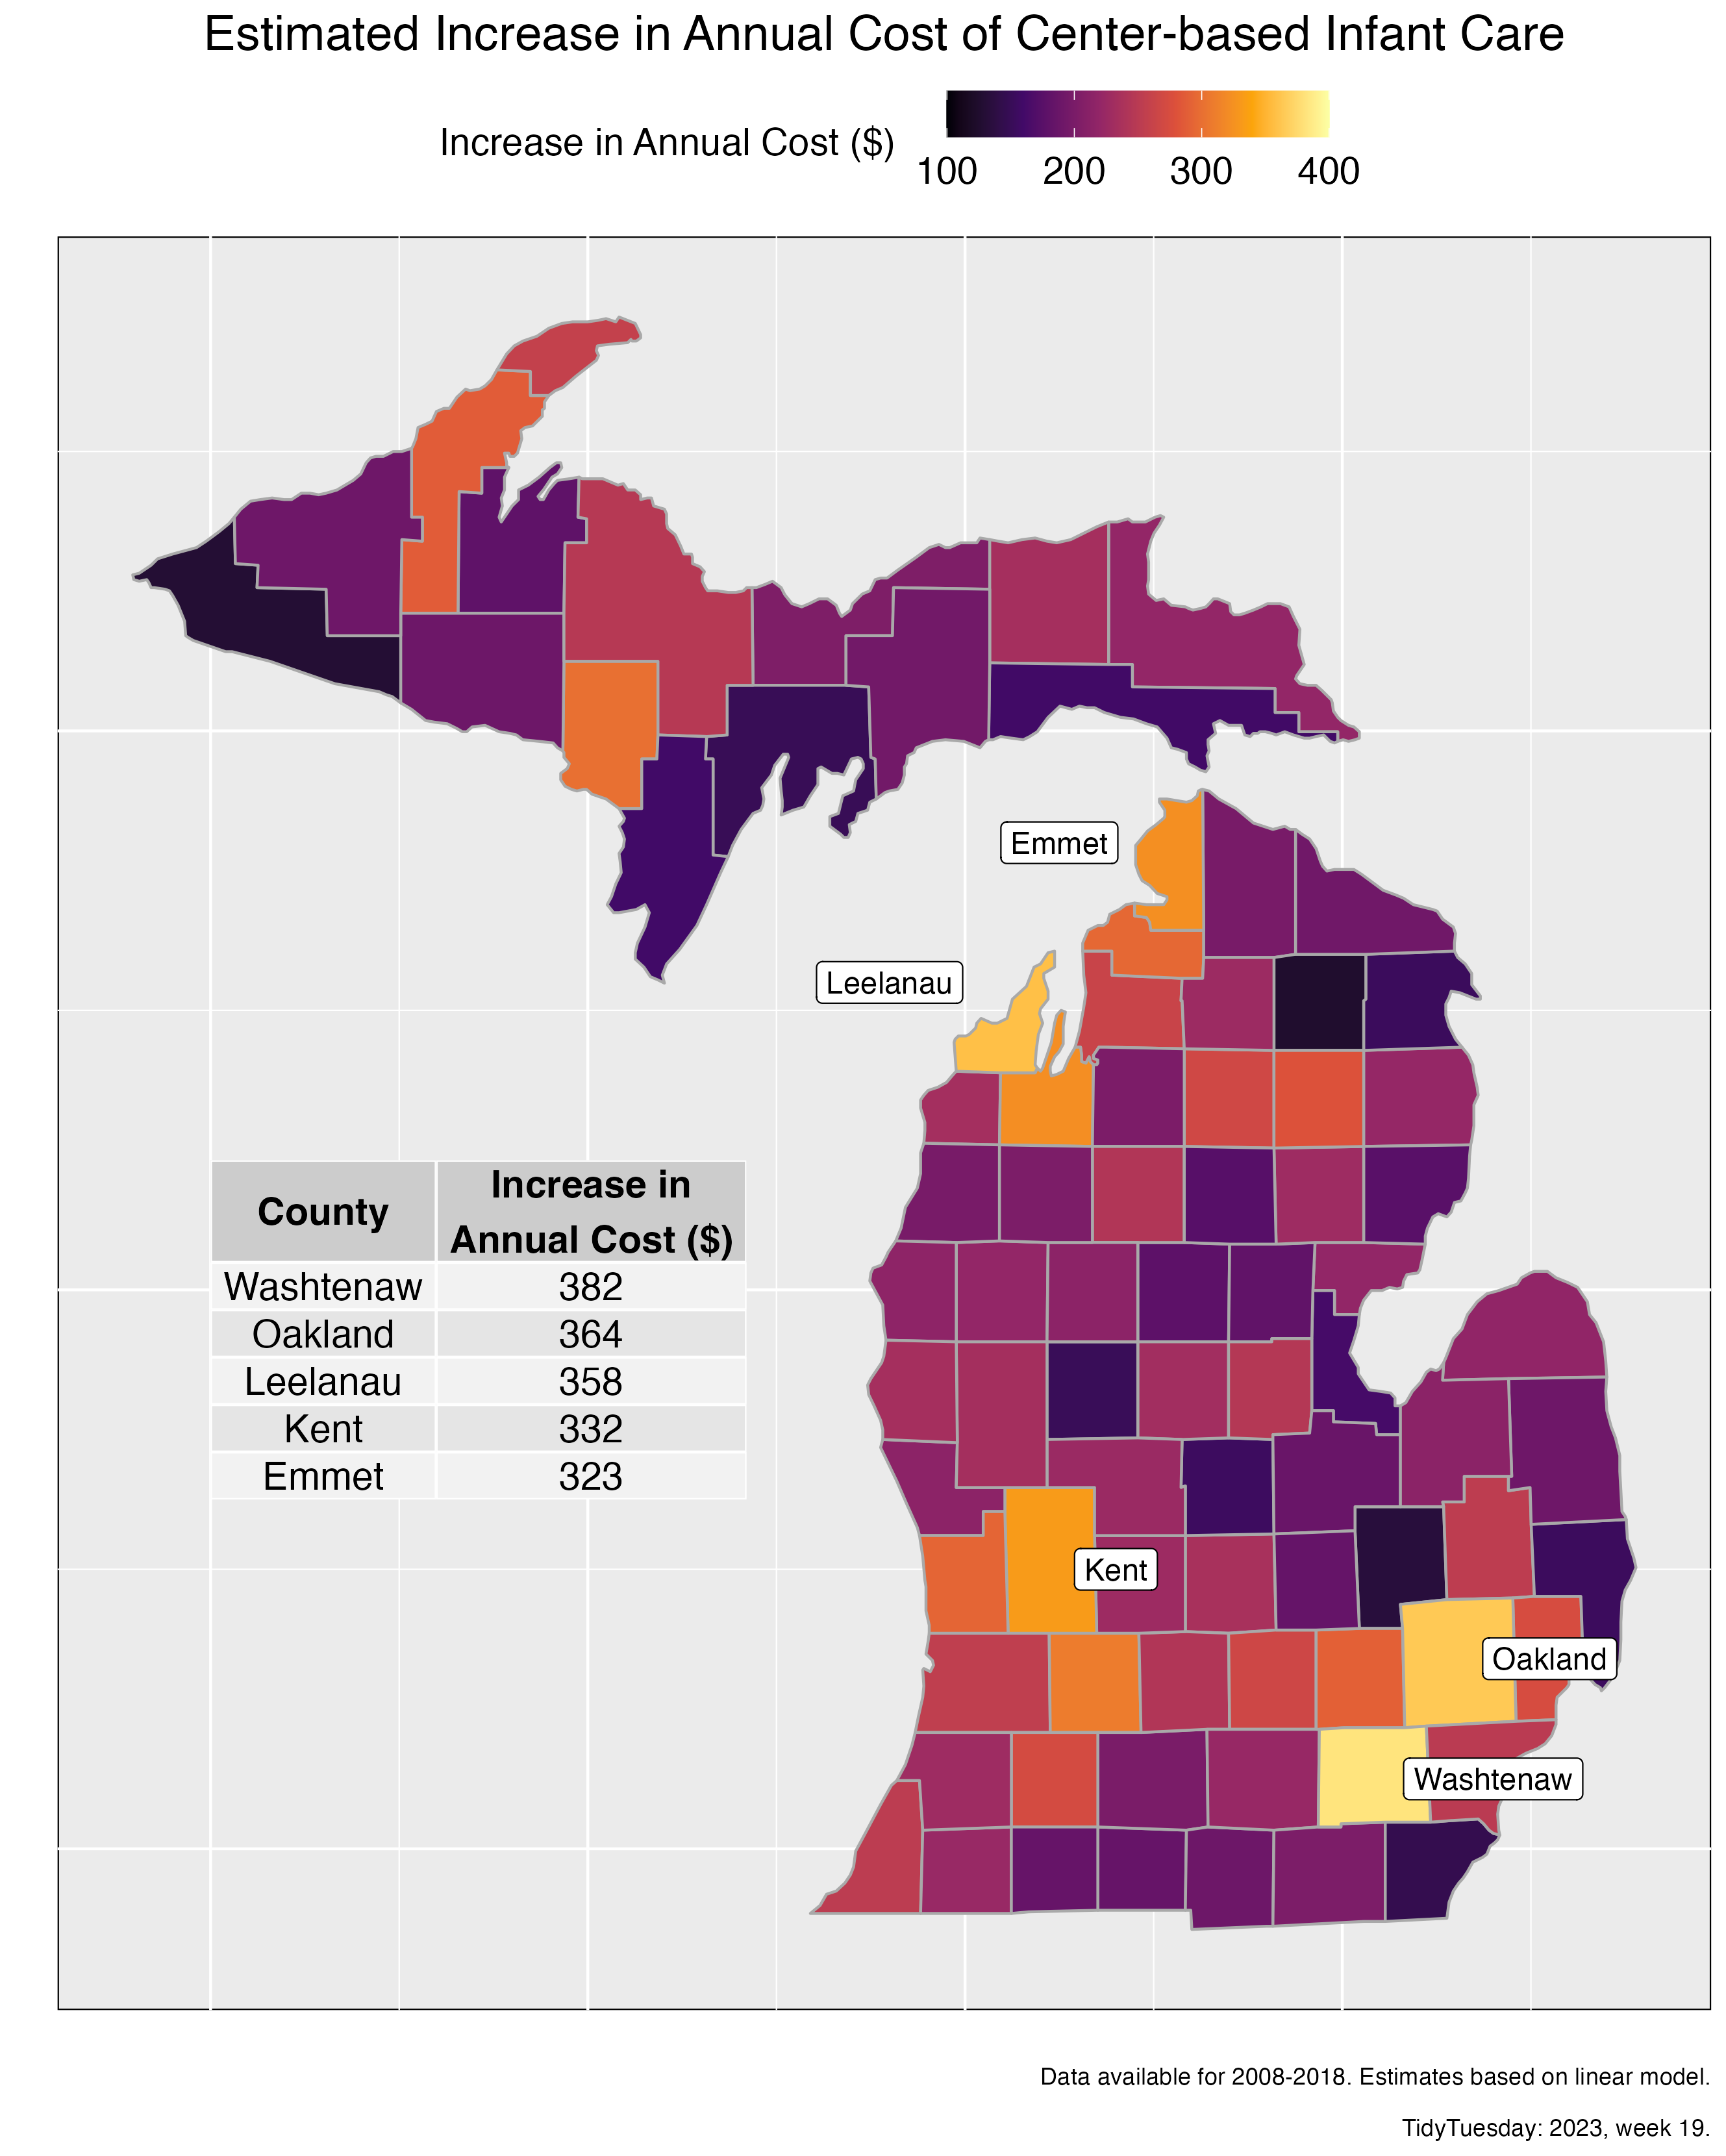 Estimated Increase in Annual Cost of Center-based Infant Care
Increase in Annual Cost ($)
100 200 300 400
Emmet
Leelanau
County
Increase in
Annual Cost ($)
Washtenaw 382
Oakland 364
Leelanau 358
Kent 332
Emmet 323
Kent
Oakland
Washtenaw
Data available for 2008-2018. Estimates based on linear model.
TidyTuesday: 2023, week 19.